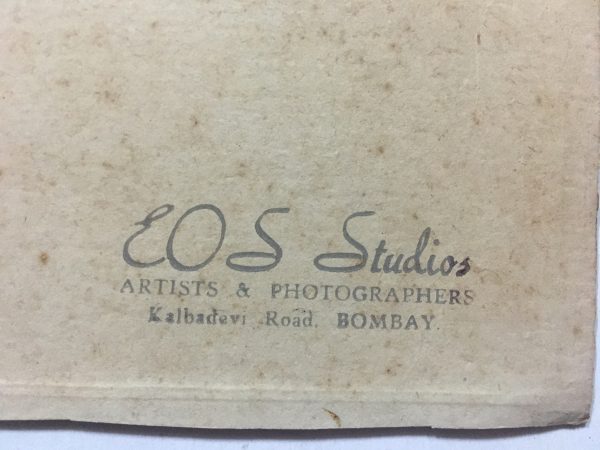 EOS Studios
ARTISTS & PHOTOGRAPHERS
Kalbadevi Road. BOMBAY.